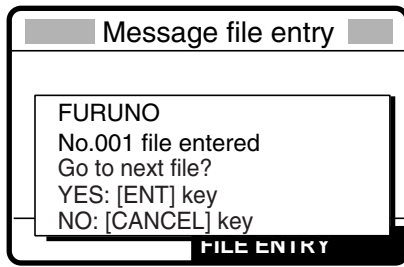 Message file entry
FURUNO
No.001 file entered
Go to next file?
YES: [ENT] key
NO: [CANCEL] key
FILE ENTRY